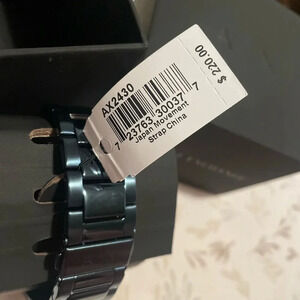 $ 220.00
AX2430
7 23763 30037 7
Japan Movement
Strap China